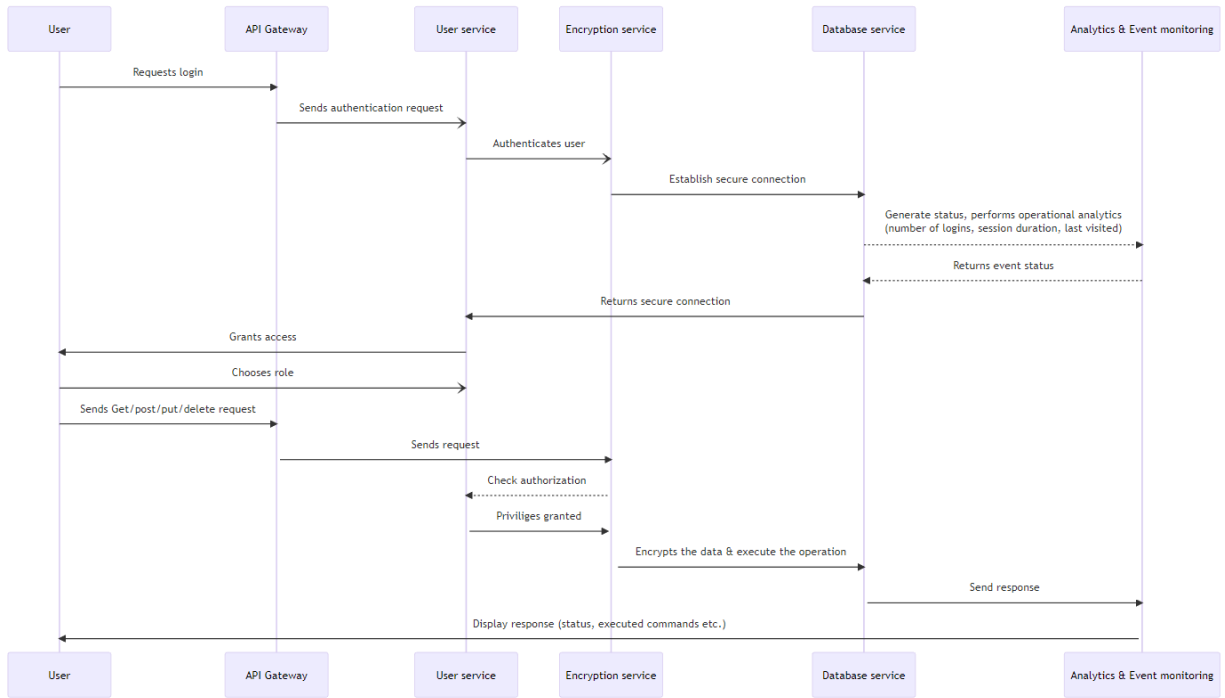 User
API Gateway
User service
Encryption service
Database service
Analytics & Event monitoring
Requests login
Sends authentication request
Authenticates user
Establish secure connection
Generate status, performs operational analytics
(number of logins, session duration, last visited)
Returns event status
Returns secure connection
Grants access
Chooses role
Sends Get/post/put/delete request
Sends request
Check authorization
Priviliges granted
Encrypts the data & execute the operation
Send response
Display response (status, executed commands etc.)
User
API Gateway
User service
Encryption service
Database service
Analytics & Event monitoring